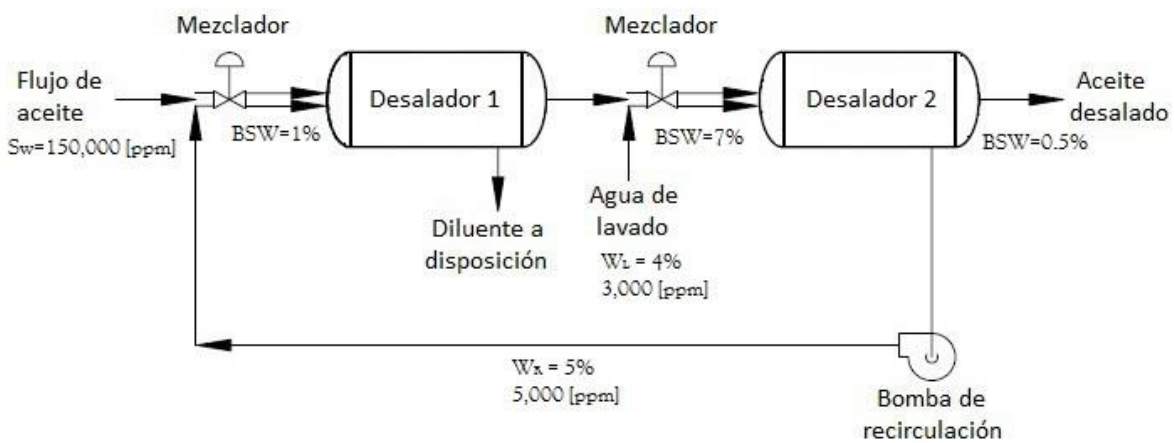 Mezclador
Flujo de
aceite
Sw=150,000 [ppm]
BSW=1%
Desalador 1
Diluente a
disposición
Mezclador
BSW=7%
Agua de
lavado
WL = 4%
3,000 [ppm]
Desalador 2
Aceite
desalado
BSW=0.5%
WR = 5%
5,000 [ppm]
Bomba de
recirculación